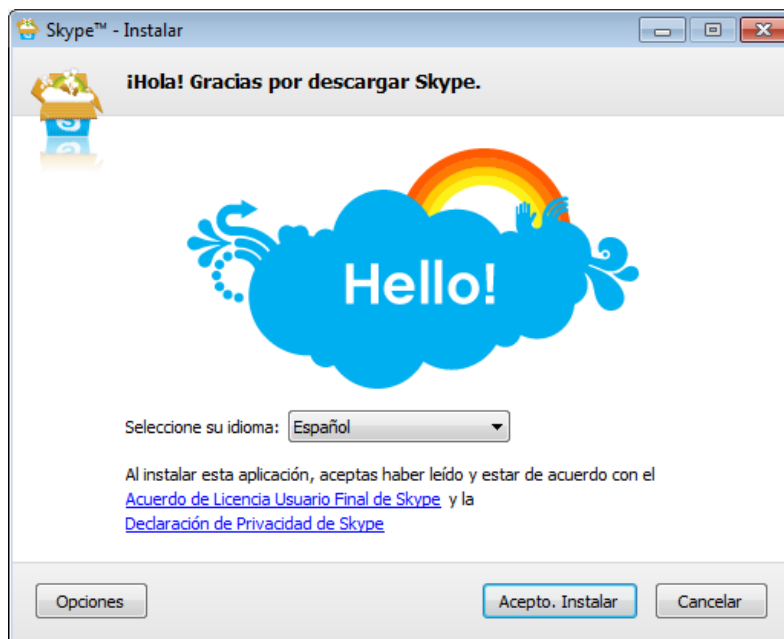 Skype™ - Instalar
¡Hola! Gracias por descargar Skype.
Hello!
Seleccione su idioma: Español
Al instalar esta aplicación, aceptas haber leído y estar de acuerdo con el
Acuerdo de Licencia Usuario Final de Skype y la
Declaración de Privacidad de Skype
Opciones Acepto. Instalar Cancelar